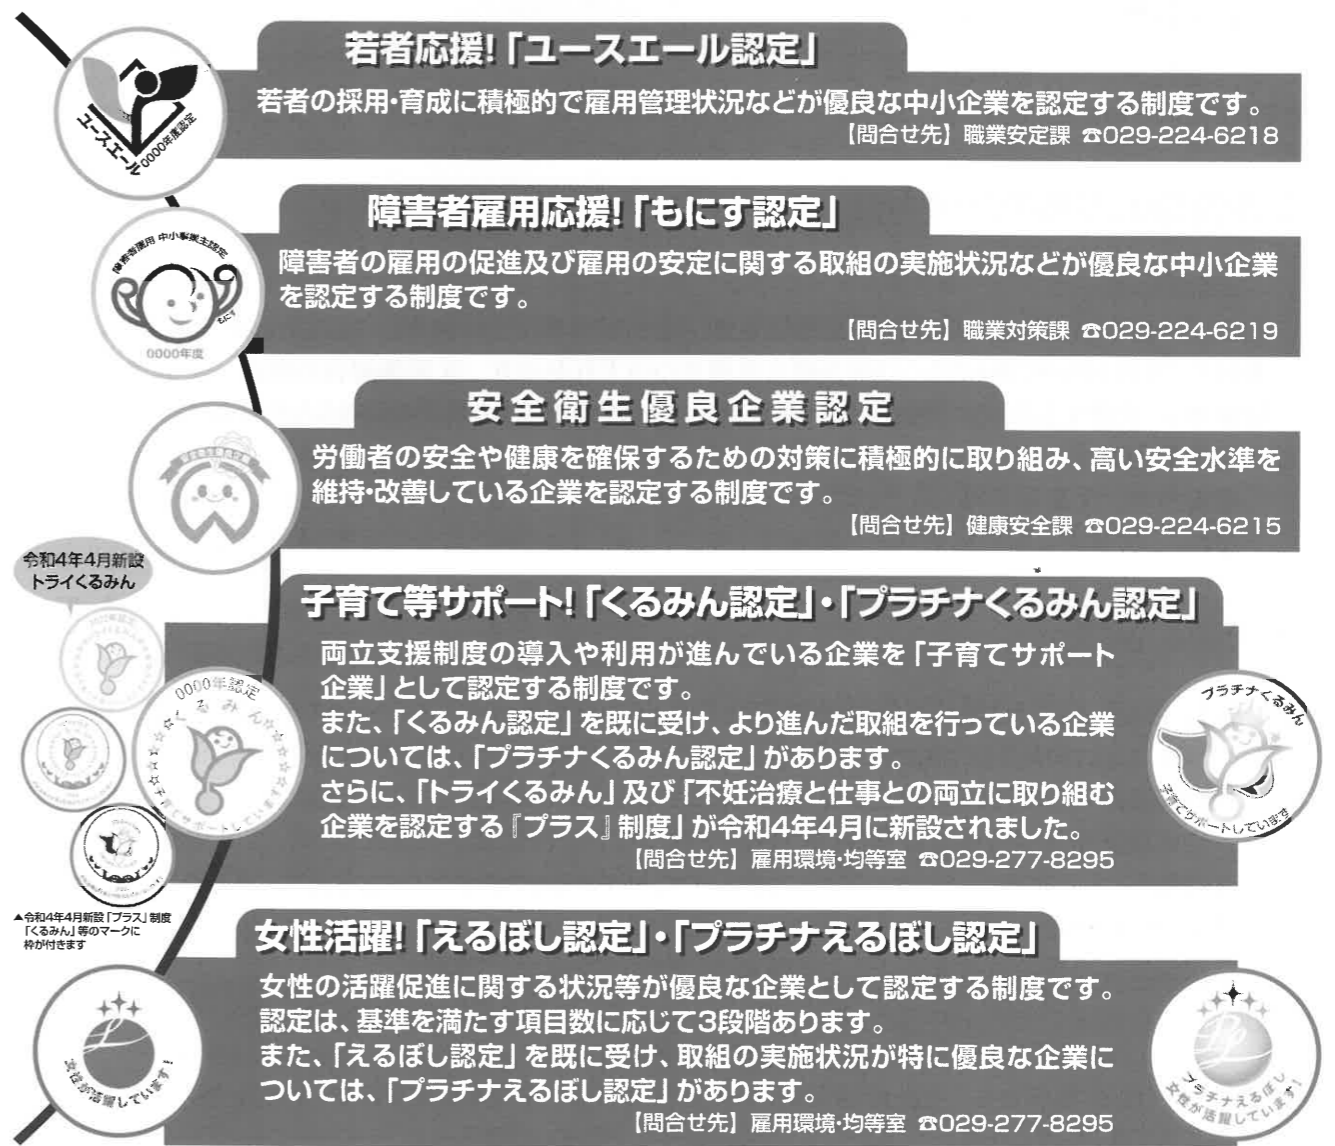 若者応援!「ユースエール認定」
若者の採用・育成に積極的で雇用管理状況などが優良な中小企業を認定する制度です。
【問合せ先】職業安定課 ☎029-224-6218
ユースエール
0000年度認定
障害者雇用応援!「もにす認定」
障害者の雇用の促進及び雇用の安定に関する取組の実施状況などが優良な中小企業
を認定する制度です。
【問合せ先】職業対策課 ☎029-224-6219
障害者雇用 中小事業主認定
もにす
0000年度
安全衛生優良企業認定
労働者の安全や健康を確保するための対策に積極的に取り組み、高い安全水準を
維持・改善している企業を認定する制度です。
【問合せ先】健康安全課 ☎029-224-6215
令和4年4月新設
トライくるみん
子育て等サポート!「くるみん認定」・「プラチナくるみん認定」
両立支援制度の導入や利用が進んでいる企業を「子育てサポート
企業」として認定する制度です。
また、「くるみん認定」を既に受け、より進んだ取組を行っている企業
については、「プラチナくるみん認定」があります。
さらに、「トライくるみん」及び「不妊治療と仕事との両立に取り組む
企業を認定する『プラス』制度」が令和4年4月に新設されました。
【問合せ先】雇用環境・均等室 ☎029-277-8295
0000年認定
くるみん
子育てサポートしています
プラチナくるみん
子育てサポートしています
▲令和4年4月新設「プラス」制度
「くるみん」等のマークに
枠が付きます
女性活躍!「えるぼし認定」・「プラチナえるぼし認定」
女性の活躍促進に関する状況等が優良な企業として認定する制度です。
認定は、基準を満たす項目数に応じて3段階あります。
また、「えるぼし認定」を既に受け、取組の実施状況が特に優良な企業に
ついては、「プラチナえるぼし認定」があります。
【問合せ先】雇用環境・均等室 ☎029-277-8295
女性が活躍しています!
プラチナえるぼし
女性が活躍しています!